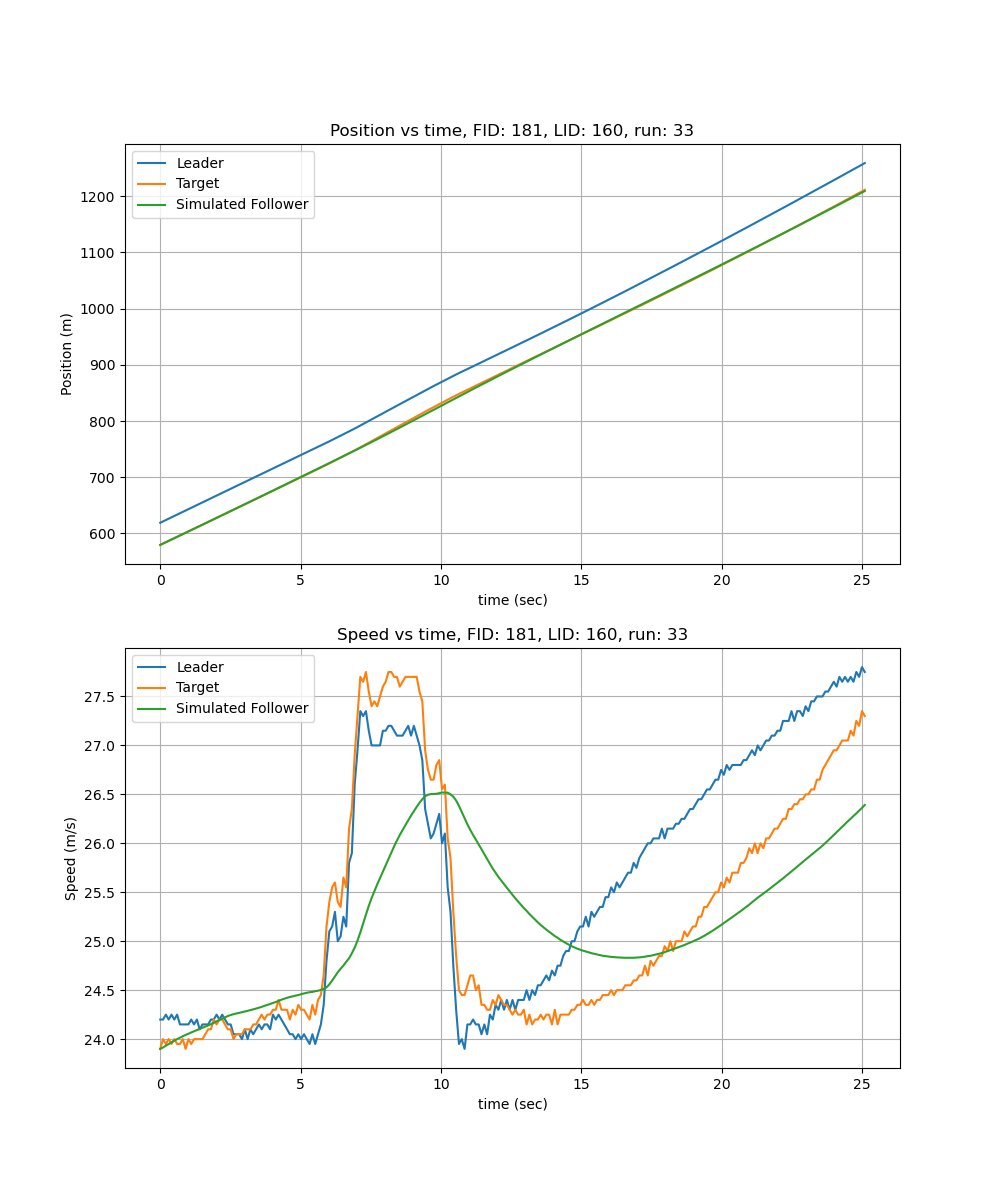 Position vs time, FID: 181, LID: 160, run: 33
Leader
Target
Simulated Follower
1200
1100
1000
900
800
700
600
Position (m)
0 5 10 15 20 25
time (sec)
Speed vs time, FID: 181, LID: 160, run: 33
Leader
Target
Simulated Follower
27.5
27.0
26.5
26.0
25.5
25.0
24.5
24.0
Speed (m/s)
0 5 10 15 20 25
time (sec)